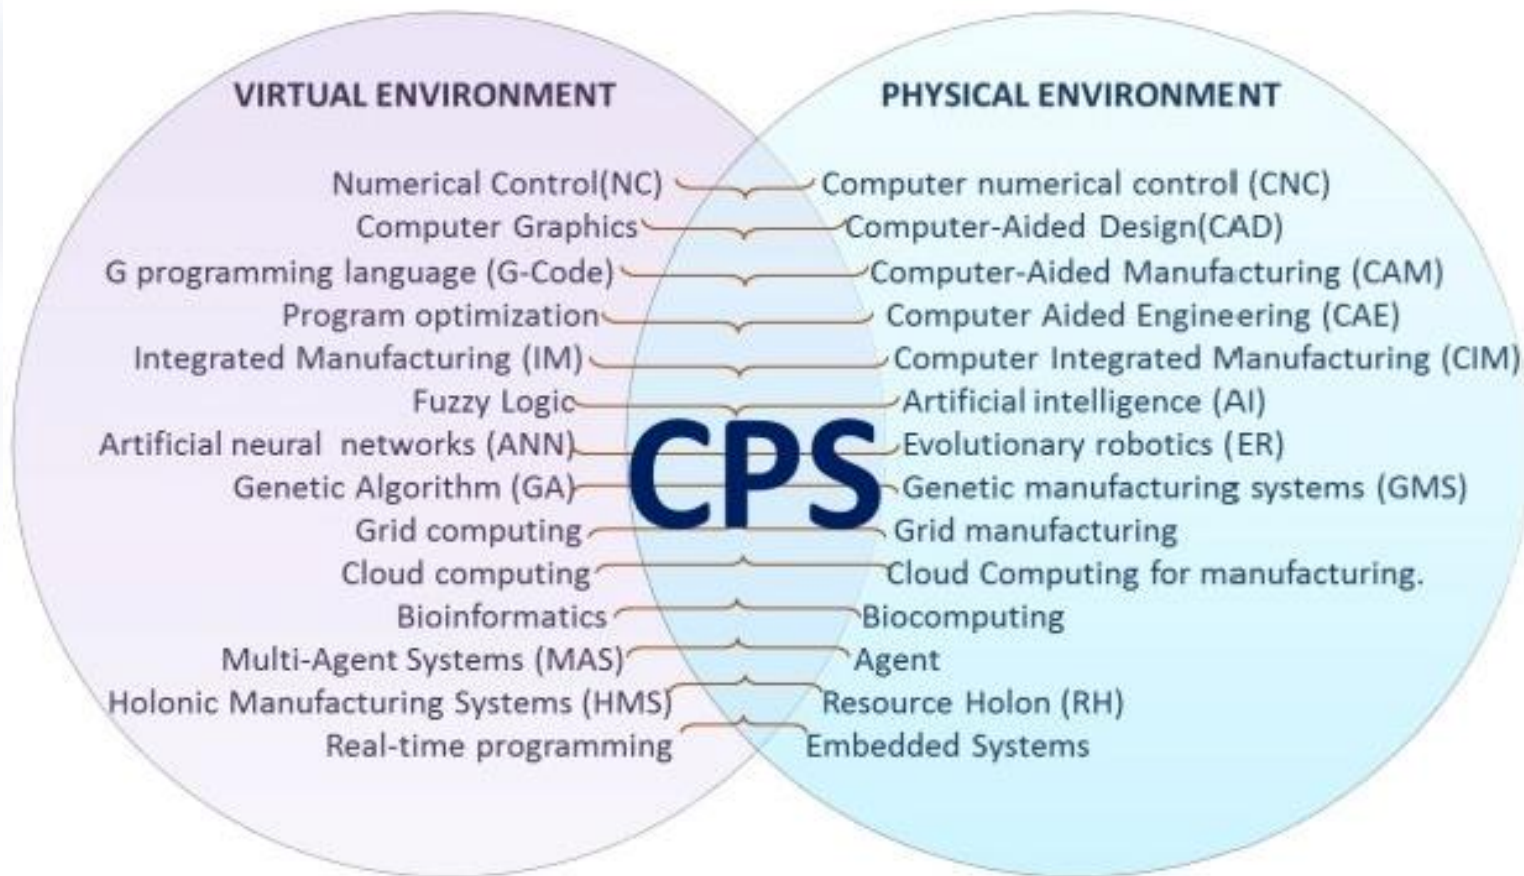 VIRTUAL ENVIRONMENT PHYSICAL ENVIRONMENT
Numerical Control(NC) Computer numerical control (CNC)
Computer Graphics Computer-Aided Design(CAD)
G programming language (G-Code) Computer-Aided Manufacturing (CAM)
Program optimization Computer Aided Engineering (CAE)
Integrated Manufacturing (IM) Computer Integrated Manufacturing (CIM)
Fuzzy Logic Artificial intelligence (AI)
Artificial neural networks (ANN) Evolutionary robotics (ER)
CPS
Genetic Algorithm (GA) Genetic manufacturing systems (GMS)
Grid computing Grid manufacturing
Cloud computing Cloud Computing for manufacturing.
Bioinformatics Biocomputing
Multi-Agent Systems (MAS) Agent
Holonic Manufacturing Systems (HMS) Resource Holon (RH)
Real-time programming Embedded Systems